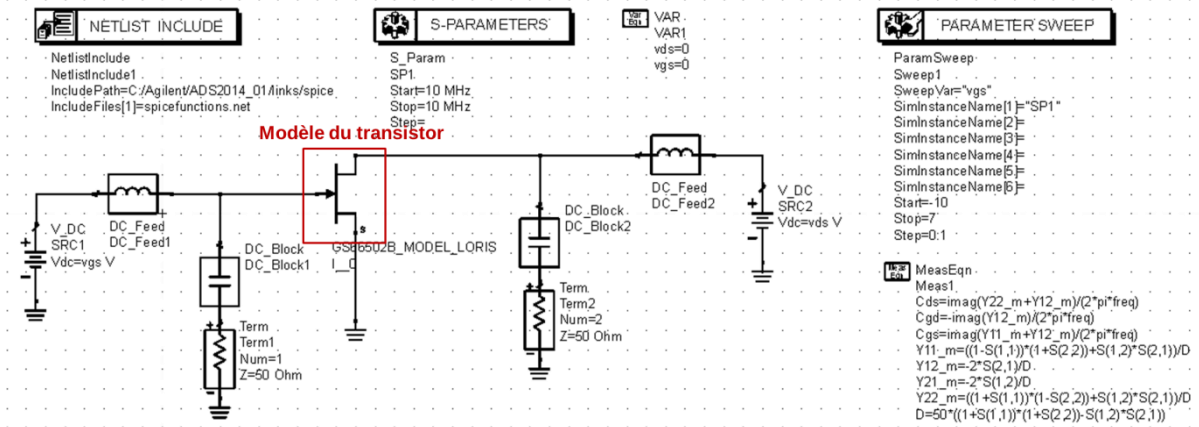 NETLIST INCLUDE
NetlistInclude
NetlistInclude1
IncludePath=C:/Agilent/ADS2014_01/links/spice
IncludeFiles[1]=spicefunctions.net
S-PARAMETERS
S_Param
SP1
Start=10 MHz
Stop=10 MHz
Step=
Var
Eqn
VAR
VAR1
vds=0
vgs=0
PARAMETER SWEEP
ParamSweep
Sweep1
SweepVar="vgs"
SimInstanceName[1]="SP1"
SimInstanceName[2]=
SimInstanceName[3]=
SimInstanceName[4]=
SimInstanceName[5]=
SimInstanceName[6]=
Start=-10
Stop=7
Step=0.1
Modèle du transistor
V_DC
SRC1
Vdc=vgs V
DC_Feed
DC_Feed1
DC_Block
DC_Block1
Term
Term1
Num=1
Z=50 Ohm
s
GS66502B_MODEL_LORIS
I__0
DC_Block
DC_Block2
Term
Term2
Num=2
Z=50 Ohm
DC_Feed
DC_Feed2
V_DC
SRC2
Vdc=vds V
Meas
Eqn
MeasEqn
Meas1
Cds=imag(Y22_m+Y12_m)/(2*pi*freq)
Cgd=-imag(Y12_m)/(2*pi*freq)
Cgs=imag(Y11_m+Y12_m)/(2*pi*freq)
Y11_m=((1-S(1,1))*(1+S(2,2))+S(1,2)*S(2,1))/D
Y12_m=-2*S(2,1)/D
Y21_m=-2*S(1,2)/D
Y22_m=((1+S(1,1))*(1-S(2,2))+S(1,2)*S(2,1))/D
D=50*((1+S(1,1))*(1+S(2,2))-S(1,2)*S(2,1))